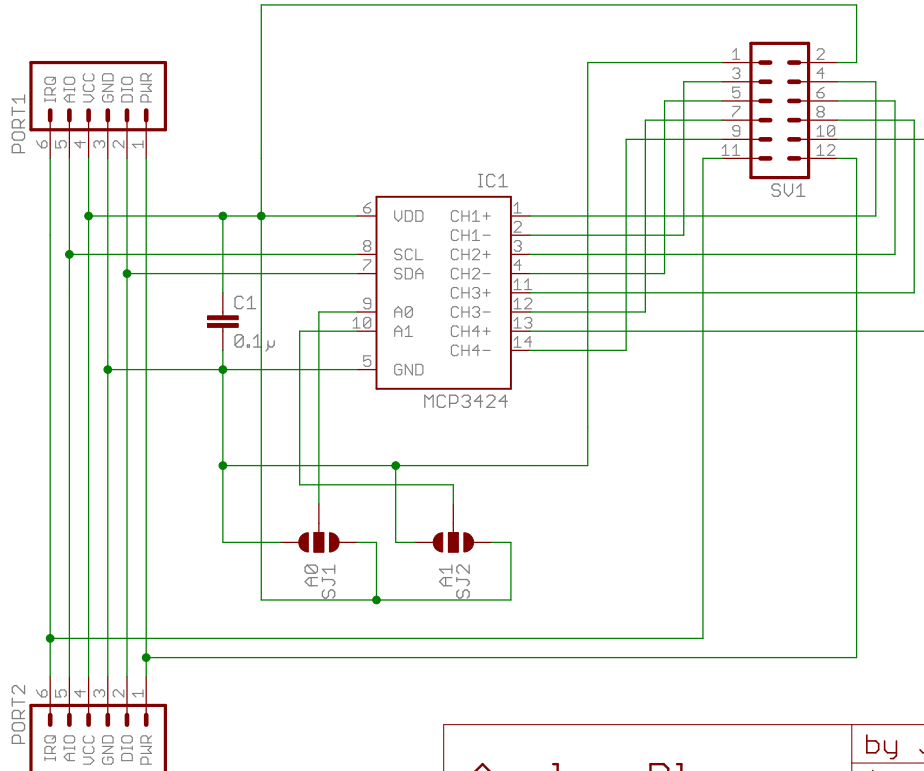 PORT1
IRQ
AIO
VCC
GND
DIO
PWR
6
5
4
3
2
1
1
3
5
7
9
11
2
4
6
8
10
12
SV1
IC1
6 VDD CH1+ 1
CH1- 2
8 SCL CH2+ 3
7 SDA CH2- 4
CH3+ 11
9 A0 CH3- 12
10 A1 CH4+ 13
CH4- 14
5 GND
MCP3424
C1
0.1µ
A0
SJ1
A1
SJ2
PORT2
6
5
4
3
2
1
IRQ
AIO
VCC
GND
DIO
PWR
by